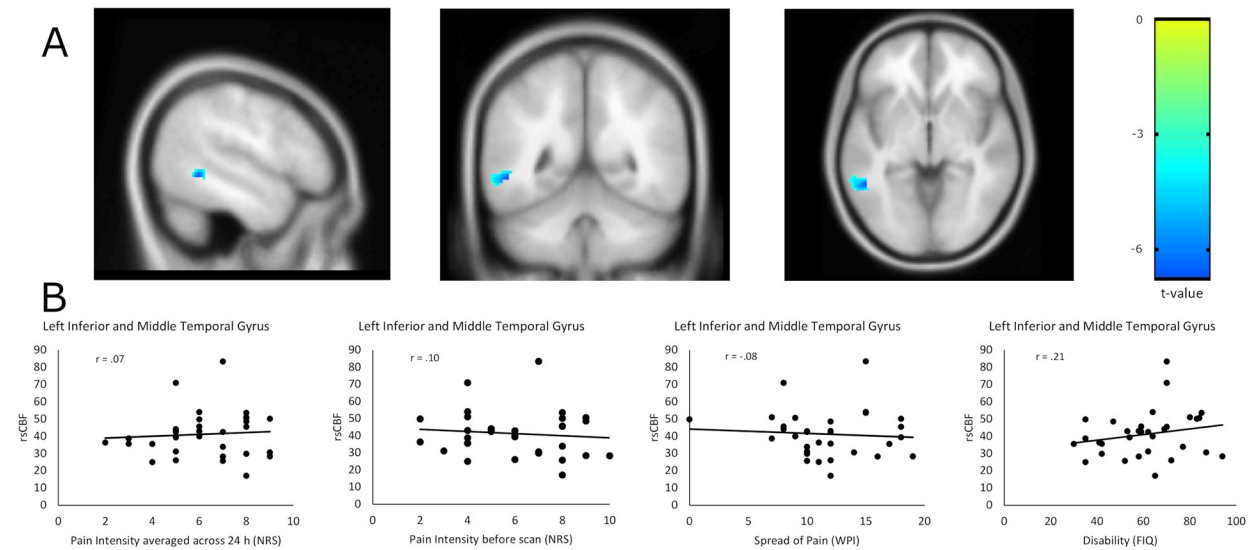 A
0
-3
-6
t-value
B
Left Inferior and Middle Temporal Gyrus
r = .07
rsCBF
90
80
70
60
50
40
30
20
10
0
0 2 4 6 8 10
Pain Intensity averaged across 24 h (NRS)
Left Inferior and Middle Temporal Gyrus
r = .10
rsCBF
90
80
70
60
50
40
30
20
10
0
0 2 4 6 8 10
Pain Intensity before scan (NRS)
Left Inferior and Middle Temporal Gyrus
r = -.08
rsCBF
90
80
70
60
50
40
30
20
10
0
0 5 10 15 20
Spread of Pain (WPI)
Left Inferior and Middle Temporal Gyrus
r = .21
rsCBF
90
80
70
60
50
40
30
20
10
0
0 20 40 60 80 100
Disability (FIQ)